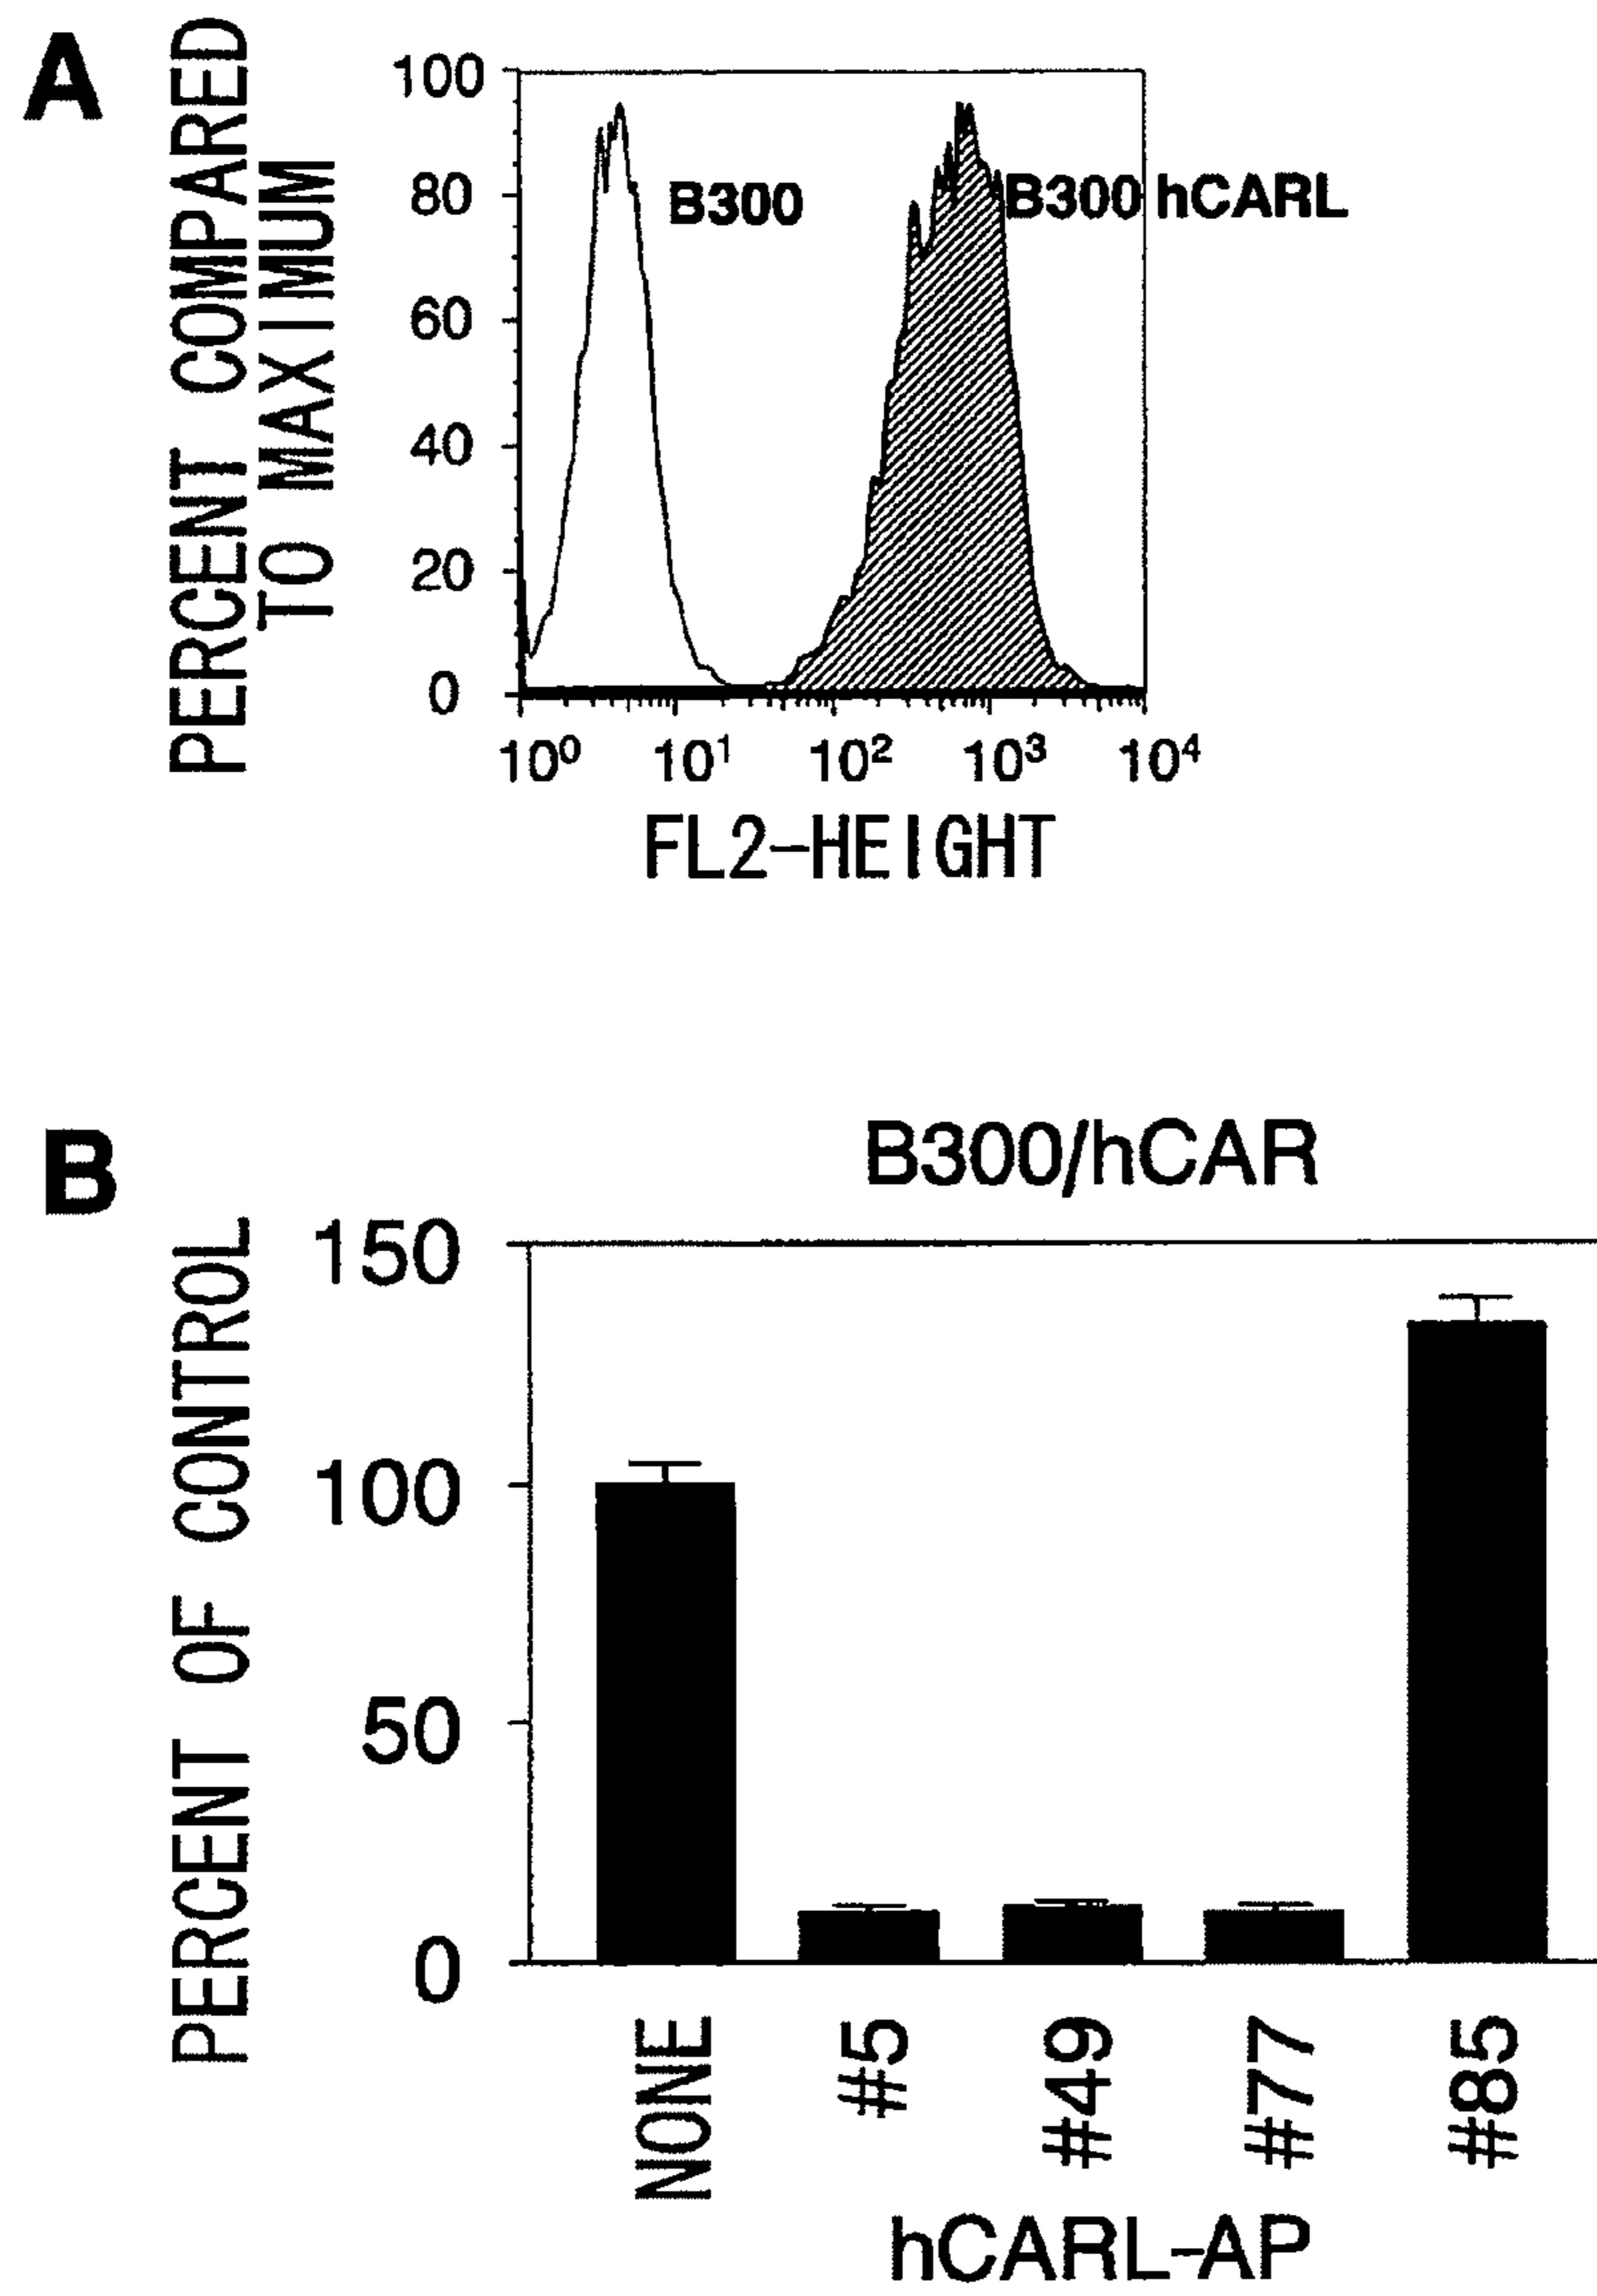 A
PERCENT COMPARED
TO MAXIMUM
100
80
60
40
20
0
B300
B300 hCARL
10⁰ 10¹ 10² 10³ 10⁴
FL2-HEIGHT
B
B300/hCAR
PERCENT OF CONTROL
150
100
50
0
NONE #5 #49 #77 #85
hCARL-AP